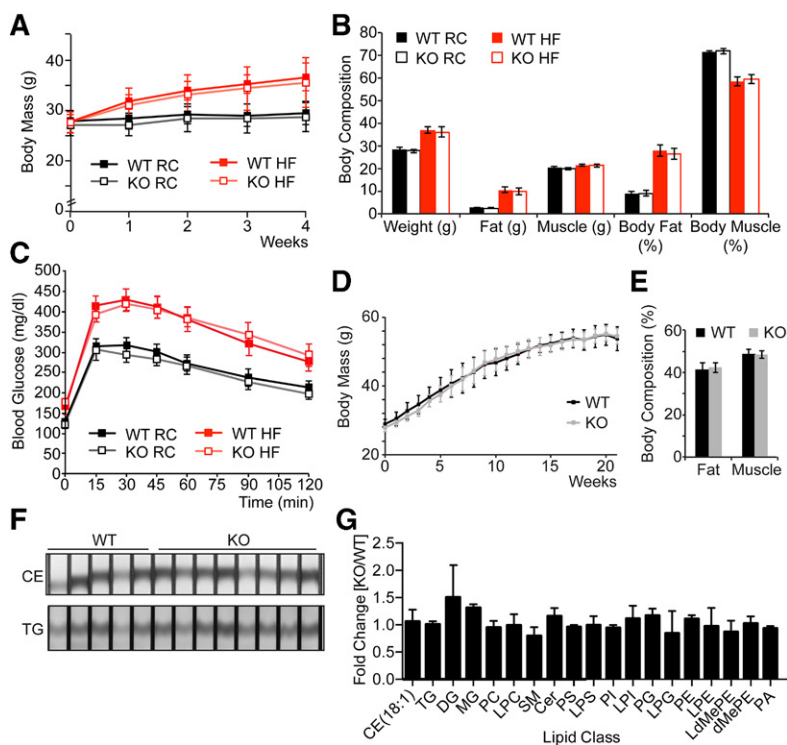 A
Body Mass (g)
40
30
20
0
0 1 2 3 4
Weeks
WT RC WT HF
KO RC KO HF
B
Body Composition
80
70
60
50
40
30
20
10
0
WT RC WT HF
KO RC KO HF
Weight (g) Fat (g) Muscle (g) Body Fat (%) Body Muscle (%)
C
Blood Glucose (mg/dl)
450
400
350
300
250
200
150
100
50
0
WT RC WT HF
KO RC KO HF
0 15 30 45 60 90 120
Time (min)
D
Body Mass (g)
60
40
20
WT
KO
0 5 10 15 20
Weeks
E
Body Composition (%)
80
60
40
20
0
WT KO
Fat Muscle
F
WT KO
CE
TG
G
Fold Change [KO/WT]
2.5
2.0
1.5
1.0
0.5
0.0
CE(18:1) TG DG MG PC LPC SM Cer PS LPS PI LPI PG LPG PE LPE LdMePE dMePE PA
Lipid Class